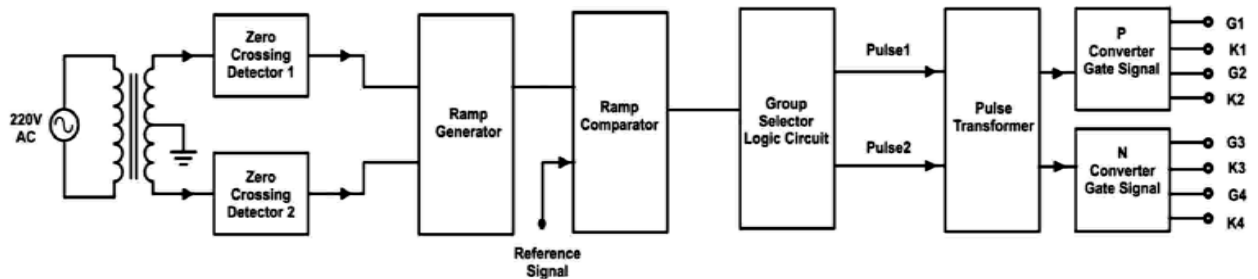 220V
AC
Zero
Crossing
Detector 1
Zero
Crossing
Detector 2
Ramp
Generator
Ramp
Comparator
Reference
Signal
Group
Selector
Logic Circuit
Pulse1
Pulse2
Pulse
Transformer
P
Converter
Gate Signal
N
Converter
Gate Signal
G1
K1
G2
K2
G3
K3
G4
K4